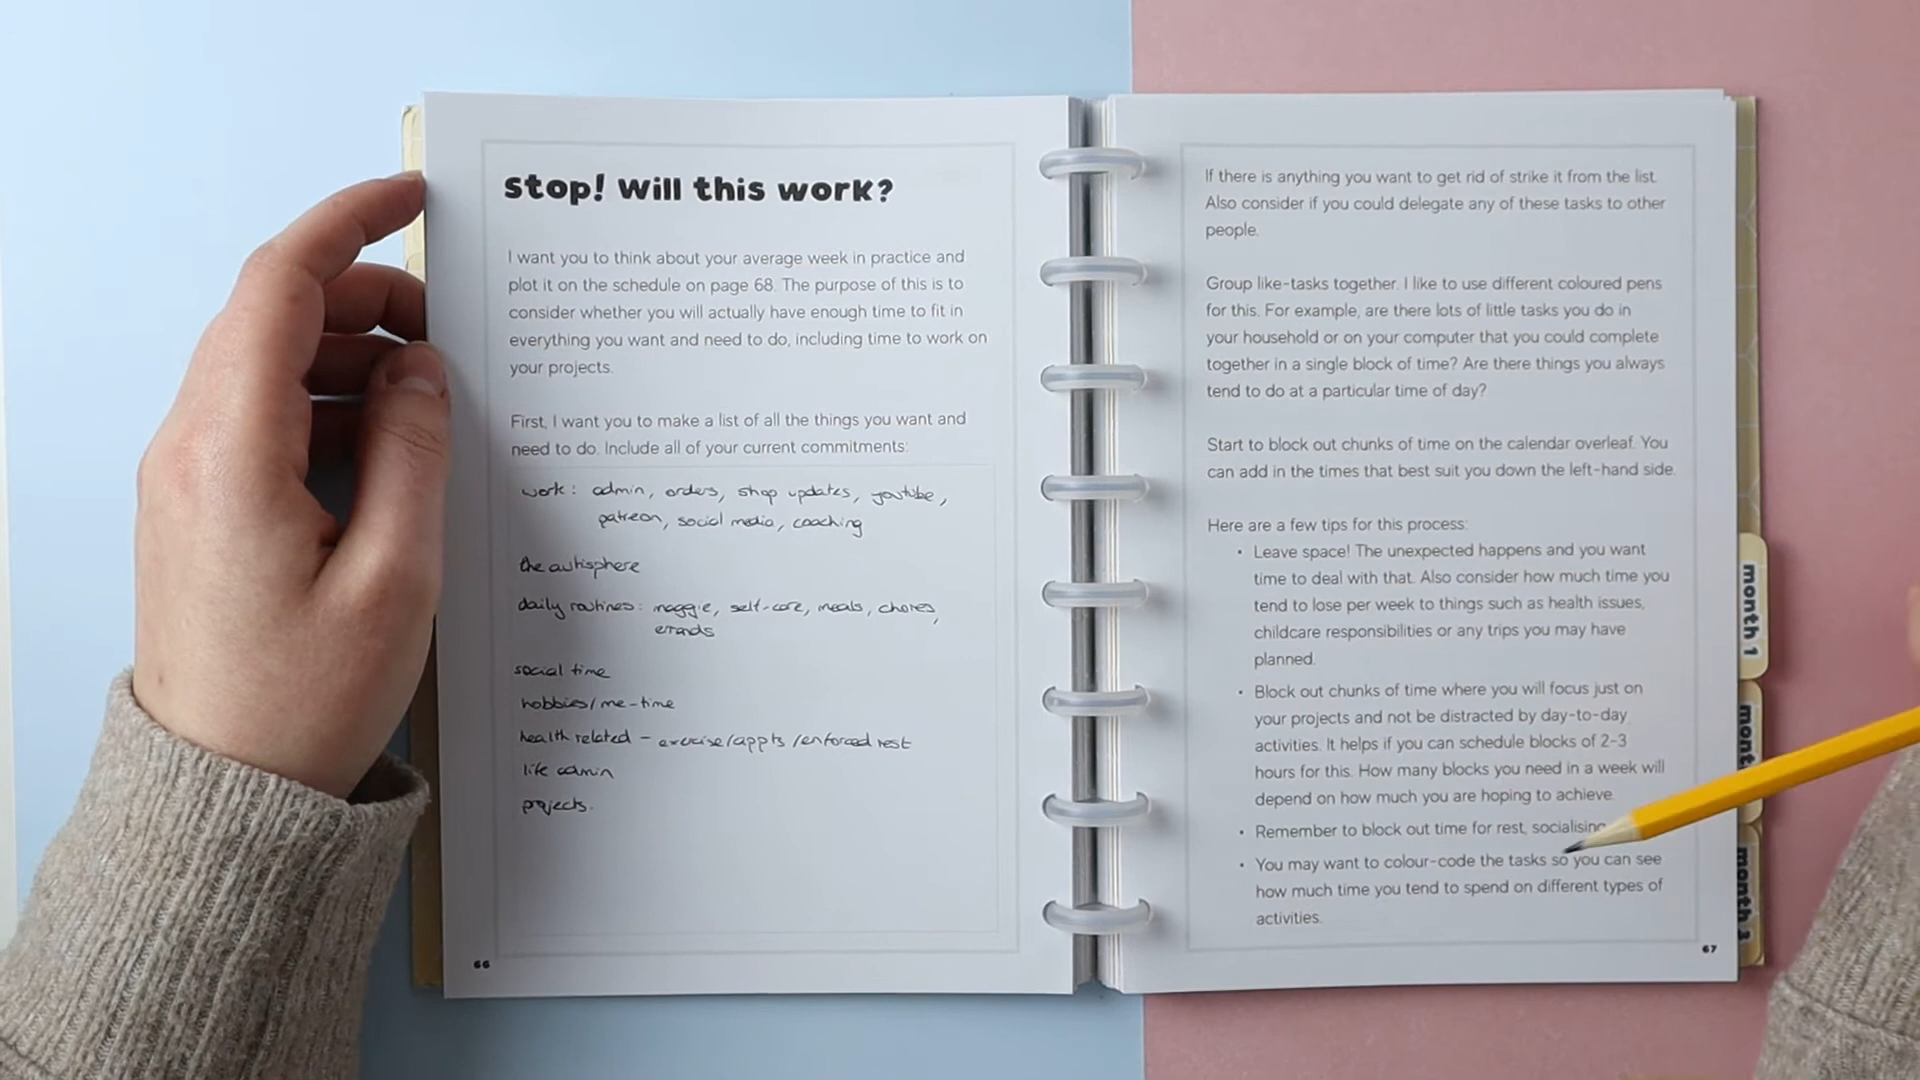 Stop! Will this work?
I want you to think about your average week in practice and
plot it on the schedule on page 68. The purpose of this is to
consider whether you will actually have enough time to fit in
everything you want and need to do, including time to work on
your projects.
First, I want you to make a list of all the things you want and
need to do. Include all of your current commitments:
work: admin, orders, shop updates, youtube,
patreon, social media, coaching
the autisphere
daily routines: maggie, self-care, meals, chores,
errands
social time
hobbies/me-time
health related - exercise/appts/enforced rest
life admin
projects.
66
If there is anything you want to get rid of strike it from the list.
Also consider if you could delegate any of these tasks to other
people.
Group like-tasks together. I like to use different coloured pens
for this. For example, are there lots of little tasks you do in
your household or on your computer that you could complete
together in a single block of time? Are there things you always
tend to do at a particular time of day?
Start to block out chunks of time on the calendar overleaf. You
can add in the times that best suit you down the left-hand side.
Here are a few tips for this process:
• Leave space! The unexpected happens and you want
time to deal with that. Also consider how much time you
tend to lose per week to things such as health issues,
childcare responsibilities or any trips you may have
planned.
• Block out chunks of time where you will focus just on
your projects and not be distracted by day-to-day
activities. It helps if you can schedule blocks of 2-3
hours for this. How many blocks you need in a week will
depend on how much you are hoping to achieve.
• Remember to block out time for rest, socialising
• You may want to colour-code the tasks so you can see
how much time you tend to spend on different types of
activities.
67
month 1
month
month 3